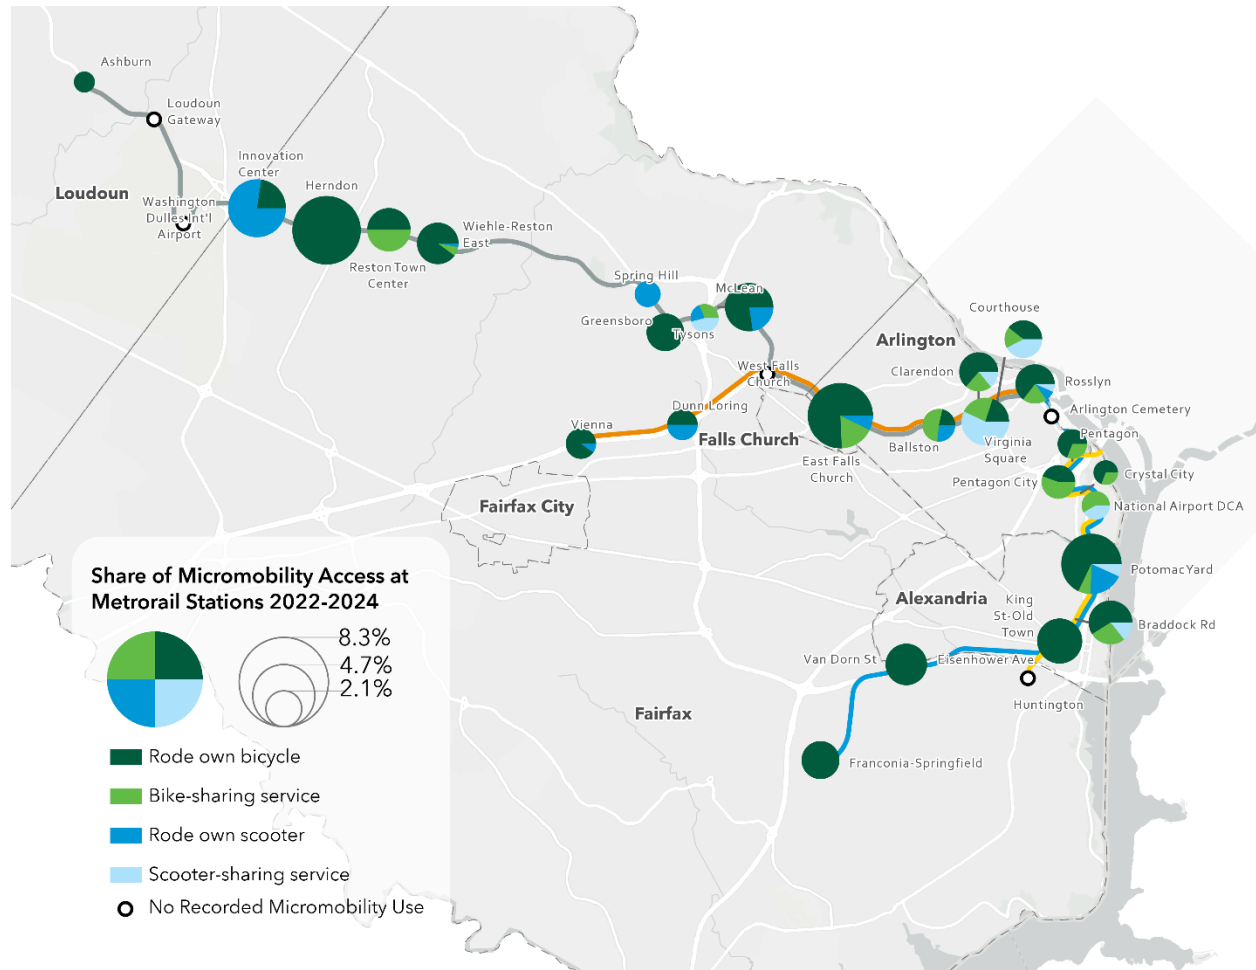 Ashburn
Loudoun
Gateway
Innovation
Center
Herndon
Loudoun
Washington
Dulles Int'l
Airport
Wiehle-Reston
East
Reston Town
Center
Spring Hill
McLean
Greensboro
Tysons
Courthouse
Arlington
West Falls
Church
Clarendon
Rosslyn
Dunn Loring
Arlington Cemetery
Vienna
Falls Church
Ballston
Virginia
Square
Pentagon
East Falls
Church
Pentagon City
Crystal City
Fairfax City
National Airport DCA
Potomac Yard
Alexandria
King
St-Old
Town
Braddock Rd
Van Dorn St
Eisenhower Ave
Huntington
Fairfax
Franconia-Springfield
Share of Micromobility Access at
Metrorail Stations 2022-2024
8.3%
4.7%
2.1%
Rode own bicycle
Bike-sharing service
Rode own scooter
Scooter-sharing service
No Recorded Micromobility Use